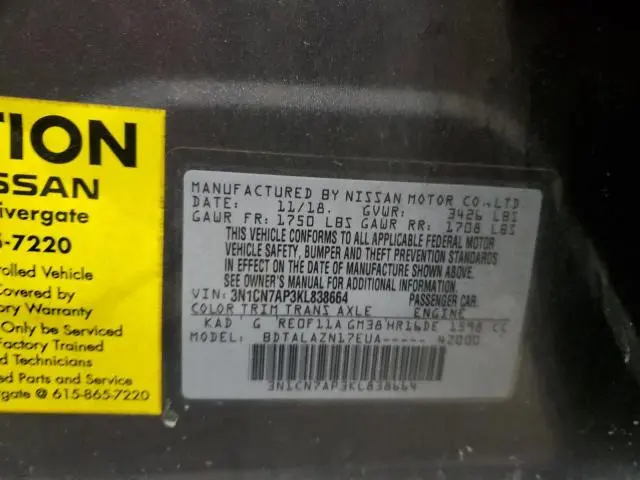 TION
SSAN
ivergate
-7220
rolled Vehicle
Covered by
ory Warranty
Only be Serviced
Factory Trained
d Technicians
ed Parts and Service
ergate @ 615-865-7220
MANUFACTURED BY NISSAN MOTOR CO.,LTD
DATE: 11/18. GVWR: 3426 LBS
GAWR FR: 1750 LBS GAWR RR: 1708 LBS
THIS VEHICLE CONFORMS TO ALL APPLICABLE FEDERAL MOTOR
VEHICLE SAFETY, BUMPER, AND THEFT PREVENTION STANDARDS
IN EFFECT ON THE DATE OF MANUFACTURE SHOWN ABOVE.
SEE OWNER'S MANUAL FOR ADDITIONAL INFORMATION.
VIN: 3N1CN7AP3KL838664 PASSENGER CAR.
COLOR TRIM TRANS AXLE ENGINE
KAD G RE0F11A GM38 HR16DE 1598 CC
MODEL: BDTALAZN17EUA----- 42000
3N1CN7AP3KL838664